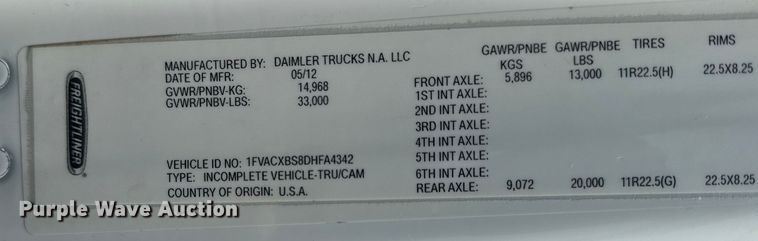 FREIGHTLINER
MANUFACTURED BY: DAIMLER TRUCKS N.A. LLC
DATE OF MFR: 05/12
GVWR/PNBV-KG: 14,968
GVWR/PNBV-LBS: 33,000
VEHICLE ID NO: 1FVACXBS8DHFA4342
TYPE: INCOMPLETE VEHICLE-TRU/CAM
COUNTRY OF ORIGIN: U.S.A.
GAWR/PNBE KGS GAWR/PNBE LBS TIRES RIMS
FRONT AXLE: 5,896 13,000 11R22.5(H) 22.5X8.25
1ST INT AXLE:
2ND INT AXLE:
3RD INT AXLE:
4TH INT AXLE:
5TH INT AXLE:
6TH INT AXLE:
REAR AXLE: 9,072 20,000 11R22.5(G) 22.5X8.25
Purple Wave Auction